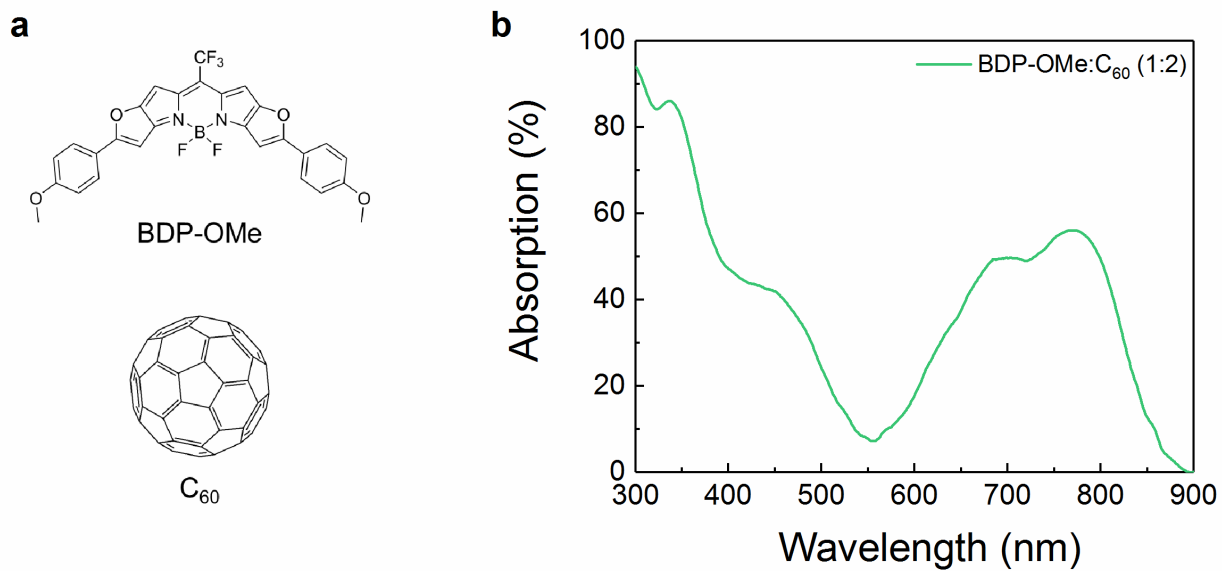 a
CF₃
O
O
N
N
B
F
F
O
O
BDP-OMe
C₆₀
b
BDP-OMe:C₆₀ (1:2)
Absorption (%)
100
80
60
40
20
0
300 400 500 600 700 800 900
Wavelength (nm)